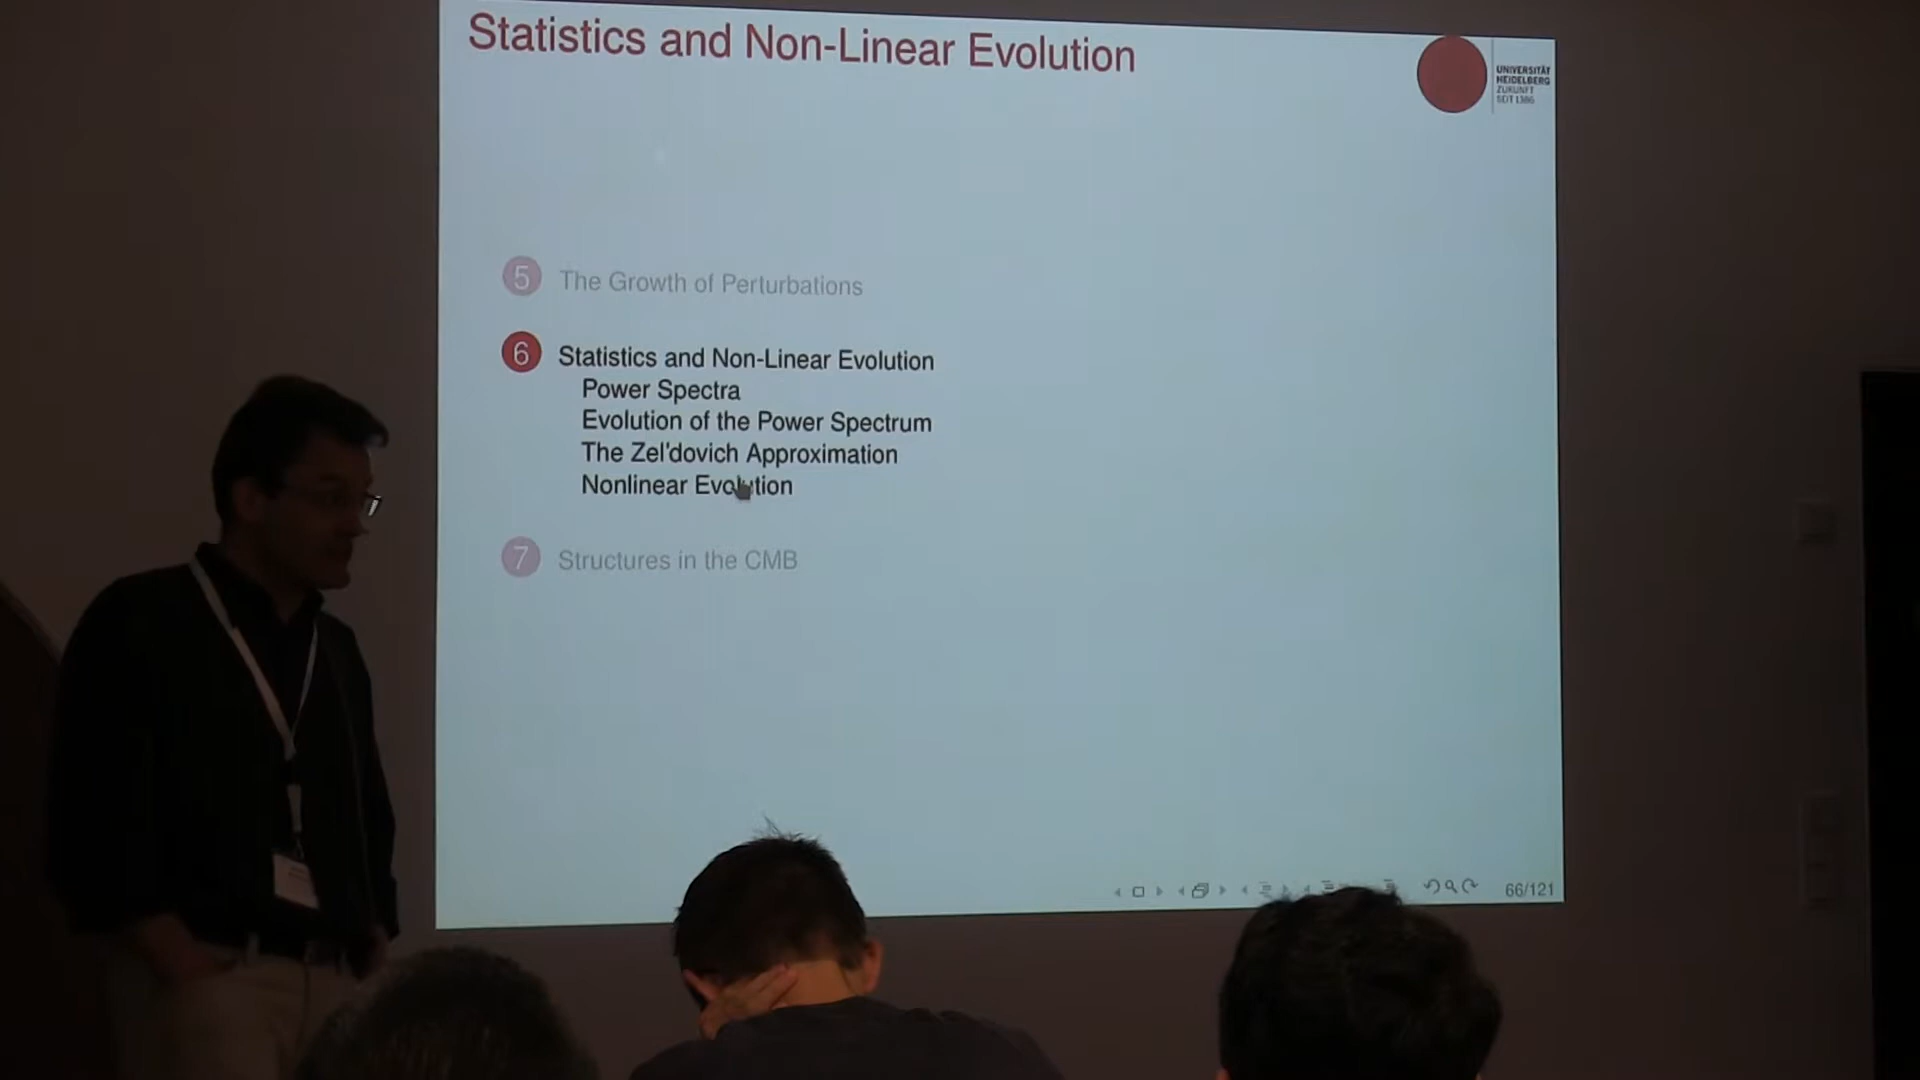 Statistics and Non-Linear Evolution
UNIVERSITÄT
HEIDELBERG
ZUKUNFT
SEIT 1386
5 The Growth of Perturbations
6 Statistics and Non-Linear Evolution
Power Spectra
Evolution of the Power Spectrum
The Zel'dovich Approximation
Nonlinear Evolution
7 Structures in the CMB
66/121